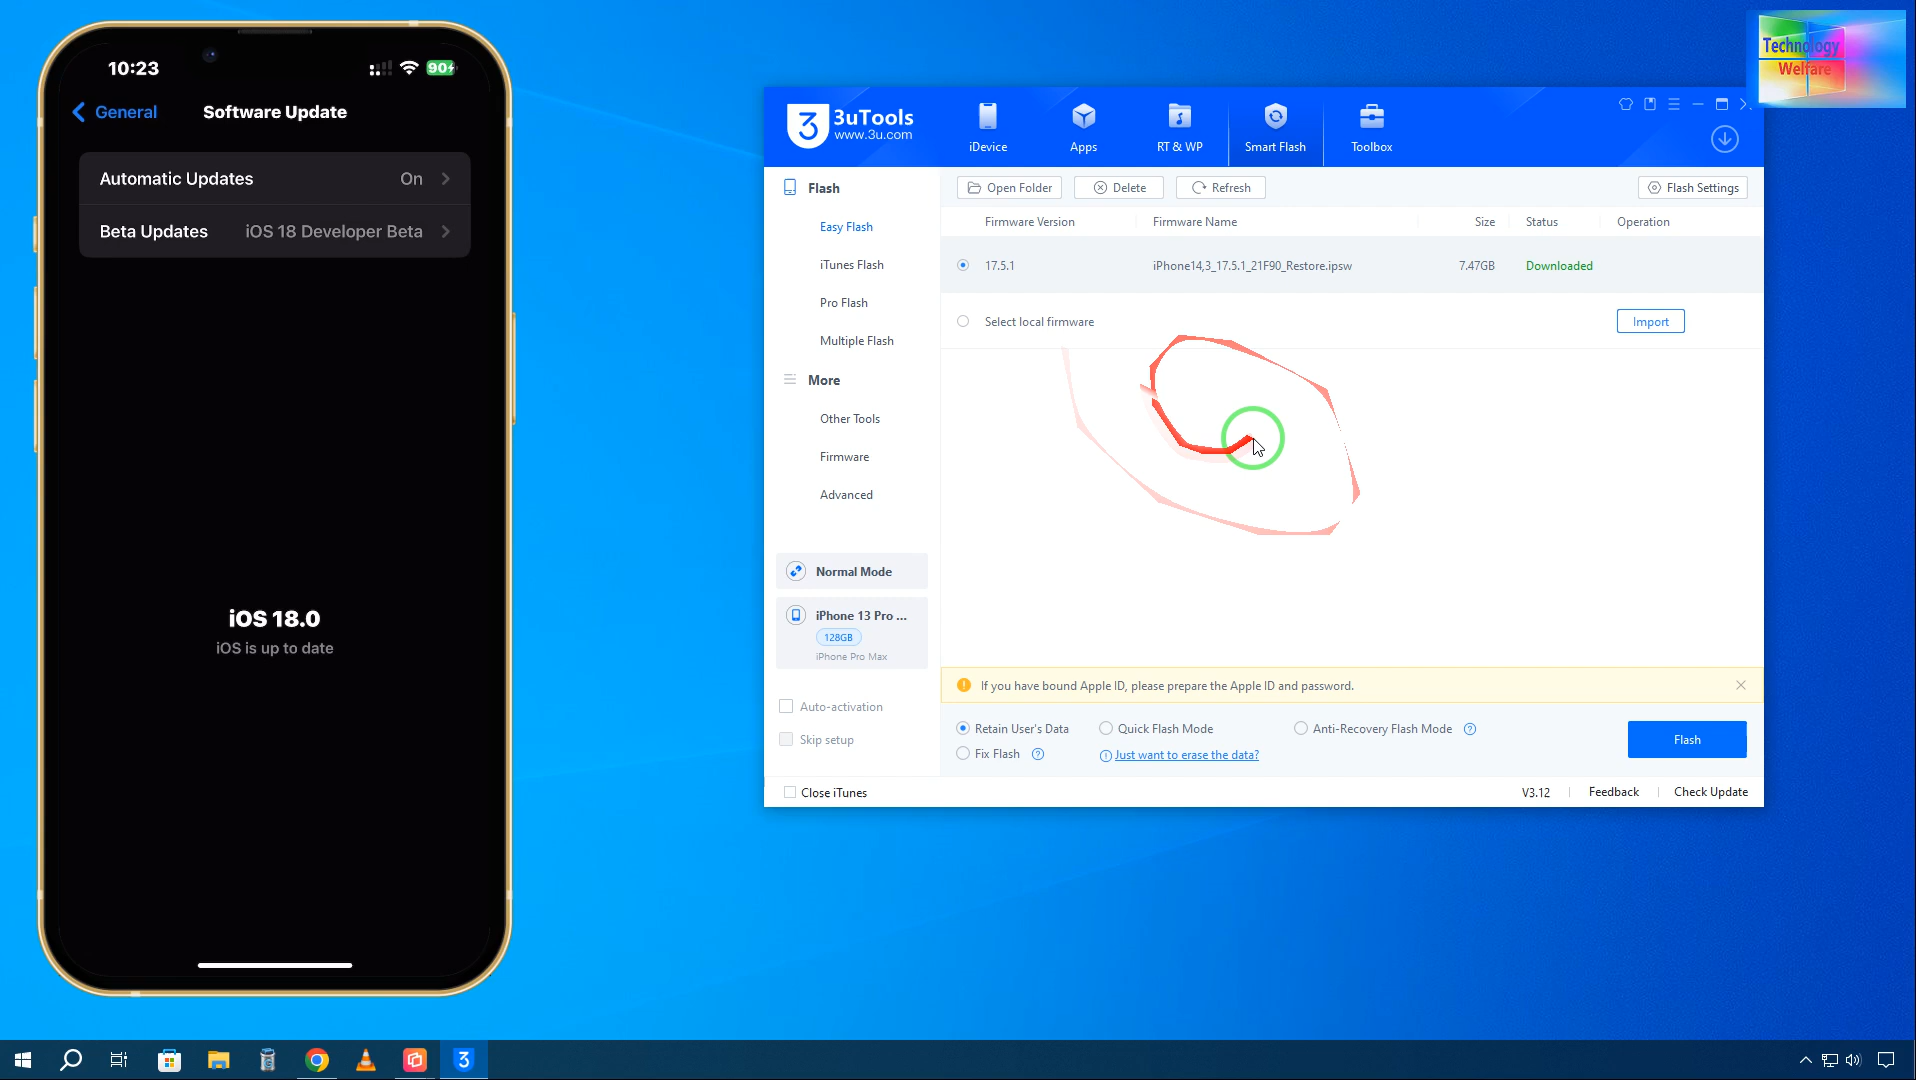 10:23
90
General
Software Update
Automatic Updates On
Beta Updates iOS 18 Developer Beta
iOS 18.0
iOS is up to date
Technology
Welfare
3 3uTools
www.3u.com
iDevice
Apps
RT & WP
Smart Flash
Toolbox
Flash
Easy Flash
iTunes Flash
Pro Flash
Multiple Flash
More
Other Tools
Firmware
Advanced
Normal Mode
iPhone 13 Pro ...
128GB
iPhone Pro Max
Auto-activation
Skip setup
Open Folder Delete Refresh Flash Settings
Firmware Version Firmware Name Size Status Operation
17.5.1 iPhone14,3_17.5.1_21F90_Restore.ipsw 7.47GB Downloaded
Select local firmware Import
If you have bound Apple ID, please prepare the Apple ID and password.
Retain User's Data Quick Flash Mode Anti-Recovery Flash Mode
Fix Flash Just want to erase the data?
Flash
Close iTunes V3.12 Feedback Check Update
3